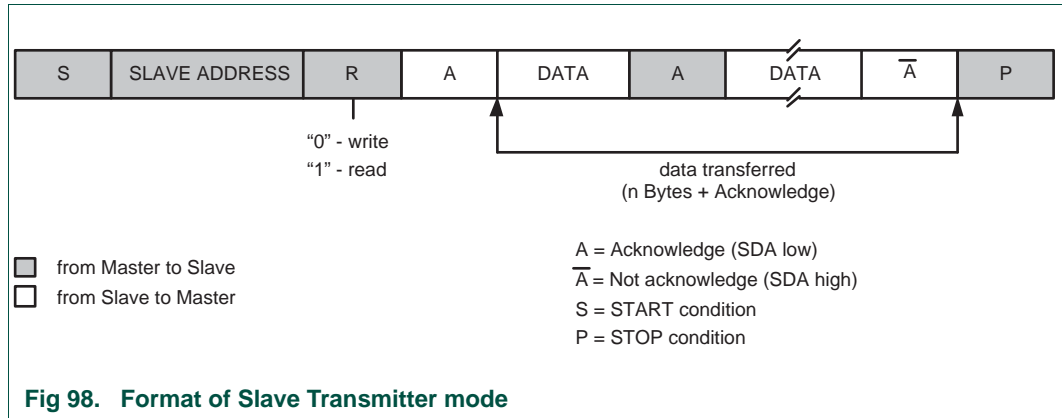 S SLAVE ADDRESS R A DATA A DATA A̅ P
“0” - write
“1” - read
data transferred
(n Bytes + Acknowledge)
from Master to Slave
from Slave to Master
A = Acknowledge (SDA low)
A̅ = Not acknowledge (SDA high)
S = START condition
P = STOP condition
Fig 98. Format of Slave Transmitter mode